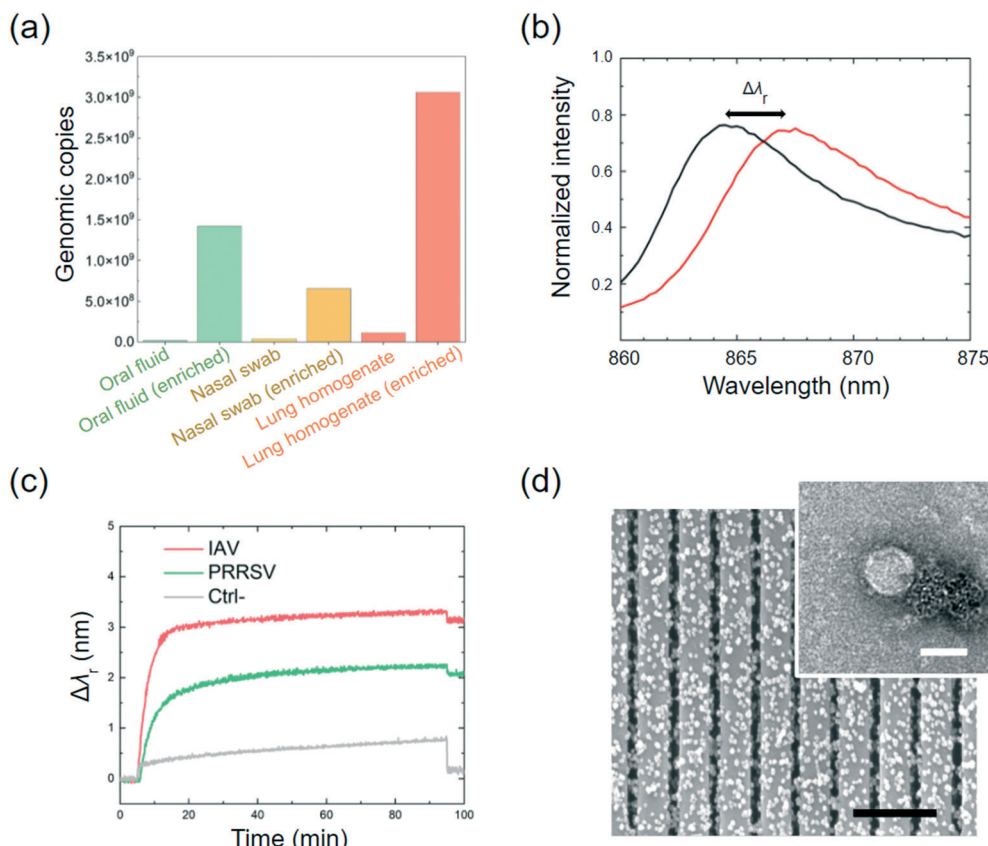 (a)
3.5×10⁹
3.0×10⁹
2.5×10⁹
2.0×10⁹
1.5×10⁹
1.0×10⁹
5.0×10⁸
0.0
Genomic copies
Oral fluid
Oral fluid (enriched)
Nasal swab
Nasal swab (enriched)
Lung homogenate
Lung homogenate (enriched)
(b)
1.0
0.8
0.6
0.4
0.2
Normalized intensity
Δλr
860
865
870
875
Wavelength (nm)
(c)
5
4
3
2
1
0
Δλr (nm)
IAV
PRRSV
Ctrl-
0
20
40
60
80
100
Time (min)
(d)